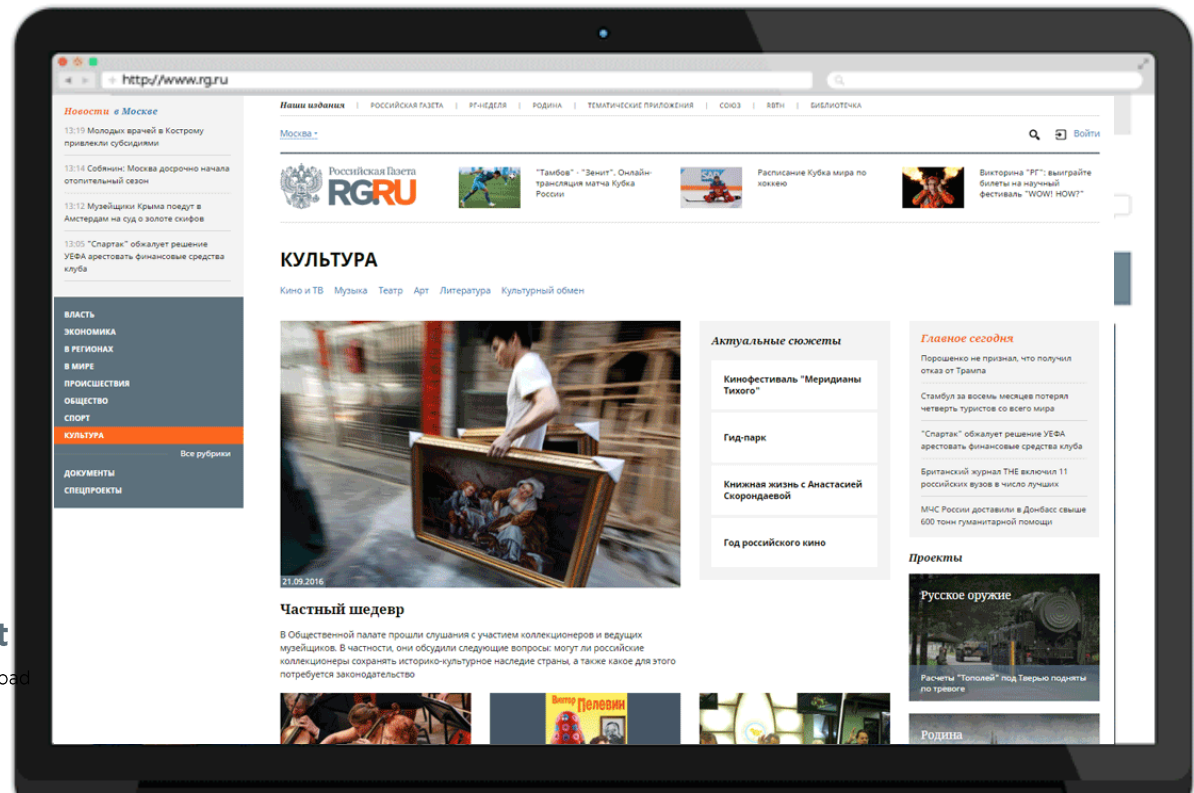 http://www.rg.ru
Новости в Москве
13:19 Молодых врачей в Кострому
привлекли субсидиями
13:14 Собянин: Москва досрочно начала
отопительный сезон
13:12 Музейщики Крыма поедут в
Амстердам на суд о золоте скифов
13:05 "Спартак" обжалует решение
УЕФА арестовать финансовые средства
клуба
ВЛАСТЬ
ЭКОНОМИКА
В РЕГИОНАХ
В МИРЕ
ПРОИСШЕСТВИЯ
ОБЩЕСТВО
СПОРТ
КУЛЬТУРА
Все рубрики
ДОКУМЕНТЫ
СПЕЦПРОЕКТЫ
Наши издания | РОССИЙСКАЯ ГАЗЕТА | РГ-НЕДЕЛЯ | РОДИНА | ТЕМАТИЧЕСКИЕ ПРИЛОЖЕНИЯ | СОЮЗ | RBTH | БИБЛИОТЕЧКА
Москва
Войти
Российская Газета
RGRU
"Тамбов" - "Зенит". Онлайн-
трансляция матча Кубка
России
Расписание Кубка мира по
хоккею
Викторина "РГ": выиграйте
билеты на научный
фестиваль "WOW! HOW?"
КУЛЬТУРА
Кино и ТВ Музыка Театр Арт Литература Культурный обмен
21.09.2016
Частный шедевр
В Общественной палате прошли слушания с участием коллекционеров и ведущих
музейщиков. В частности, они обсудили следующие вопросы: могут ли российские
коллекционеры сохранять историко-культурное наследие страны, а также какое для этого
потребуется законодательство
Виктор Пелевин
Актуальные сюжеты
Кинофестиваль "Меридианы
Тихого"
Гид-парк
Книжная жизнь с Анастасией
Скорондаевой
Год российского кино
Главное сегодня
Порошенко не признал, что получил
отказ от Трампа
Стамбул за восемь месяцев потерял
четверть туристов со всего мира
"Спартак" обжалует решение УЕФА
арестовать финансовые средства клуба
Британский журнал THE включил 11
российских вузов в число лучших
МЧС России доставили в Донбасс свыше
600 тонн гуманитарной помощи
Проекты
Русское оружие
Расчеты "Тополей" под Тверью подняты
по тревоге
Родина
t
oad